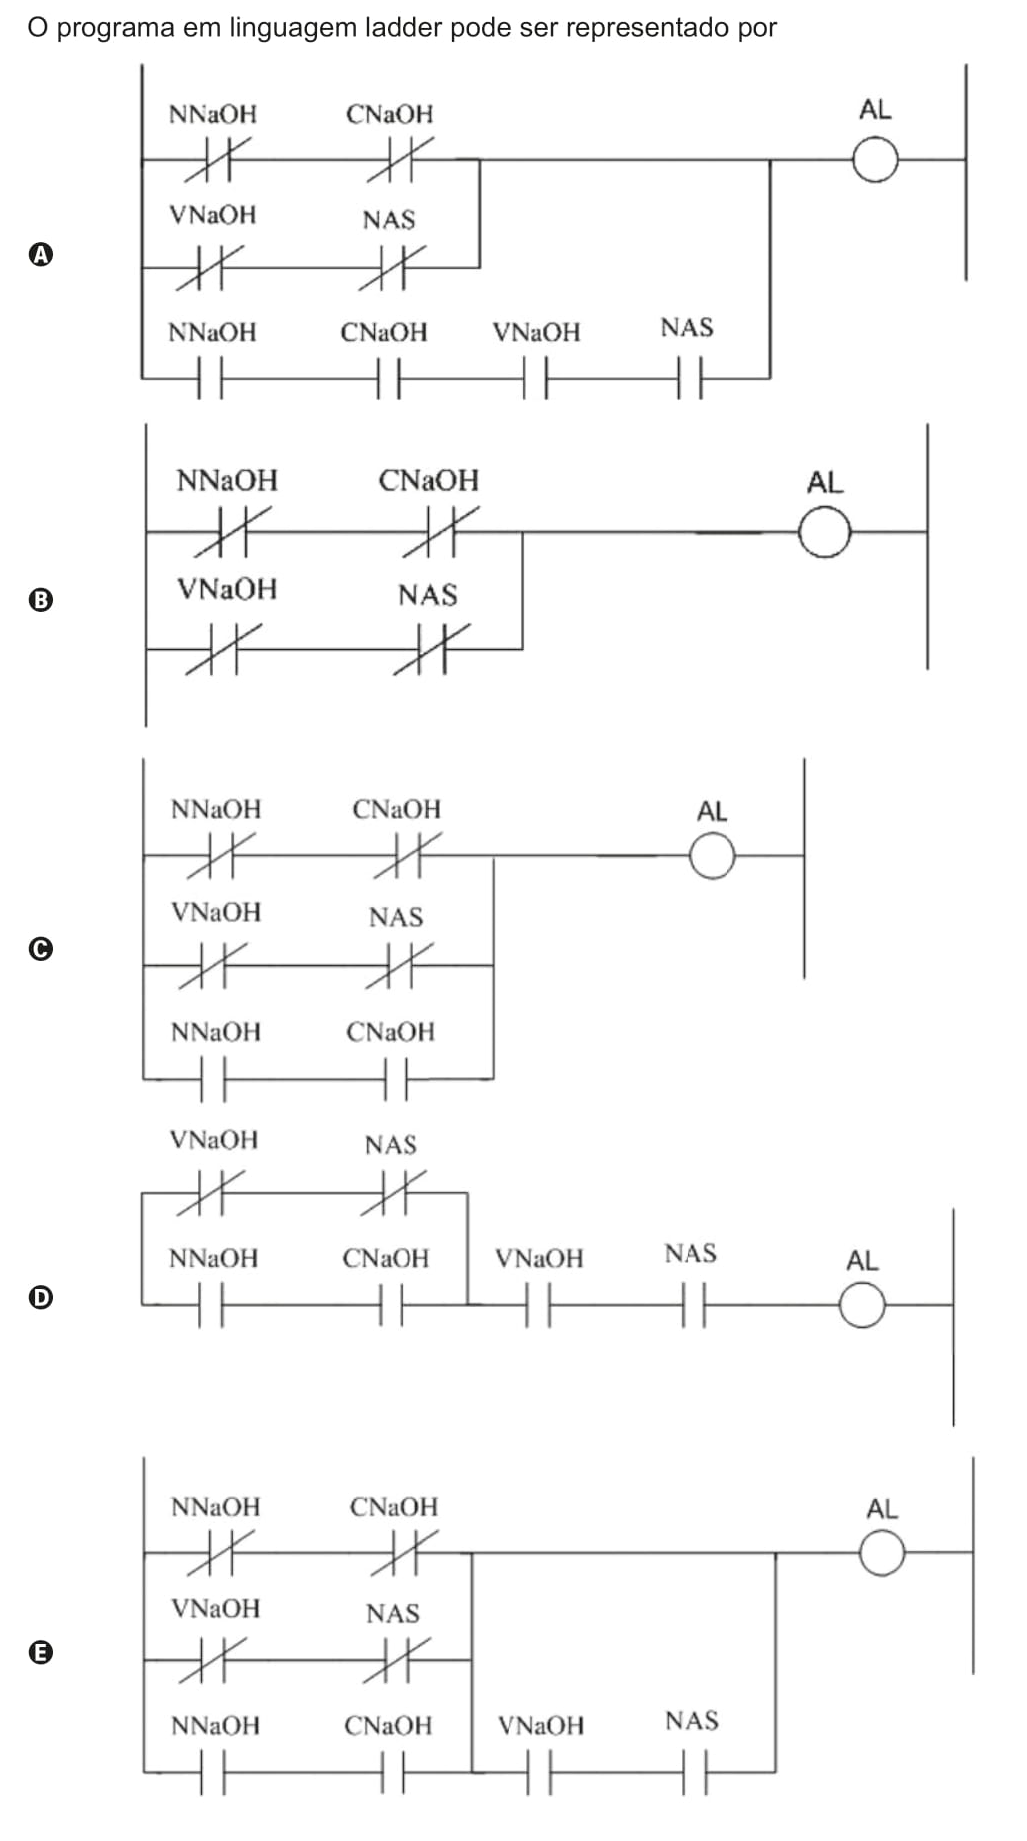 O programa em linguagem ladder pode ser representado por
NNaOH CNaOH AL
VNaOH NAS
A
NNaOH CNaOH VNaOH NAS
NNaOH CNaOH AL
VNaOH NAS
B
NNaOH CNaOH AL
VNaOH NAS
C
NNaOH CNaOH
VNaOH NAS
NNaOH CNaOH VNaOH NAS AL
D
NNaOH CNaOH AL
VNaOH NAS
E
NNaOH CNaOH VNaOH NAS